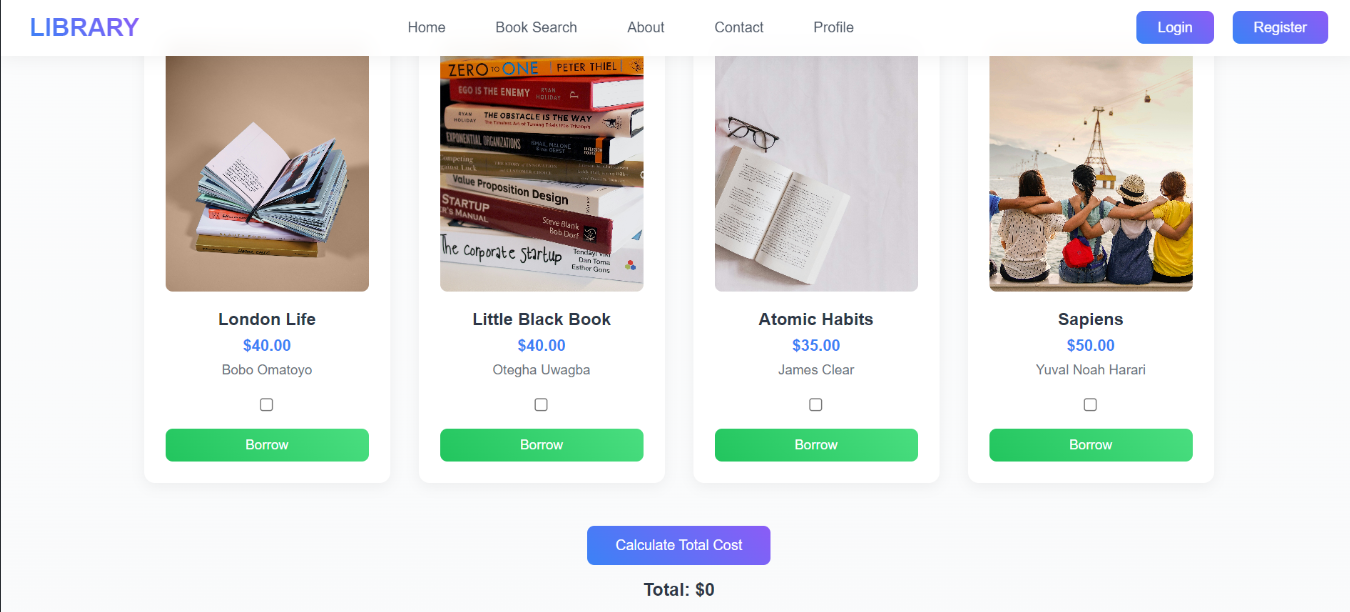 LIBRARY
Home
Book Search
About
Contact
Profile
Login
Register
ZERO TO ONE PETER THIEL
EGO IS THE ENEMY RYAN HOLIDAY
RYAN HOLIDAY THE OBSTACLE IS THE WAY
EXPONENTIAL ORGANIZATIONS
Value Proposition Design
STARTUP
Steve Blank
Bob Dorf
The corporate startup
Dan Toma
Esther Gons
London Life
$40.00
Bobo Omatoyo
Borrow
Little Black Book
$40.00
Otegha Uwagba
Borrow
Atomic Habits
$35.00
James Clear
Borrow
Sapiens
$50.00
Yuval Noah Harari
Borrow
Calculate Total Cost
Total: $0